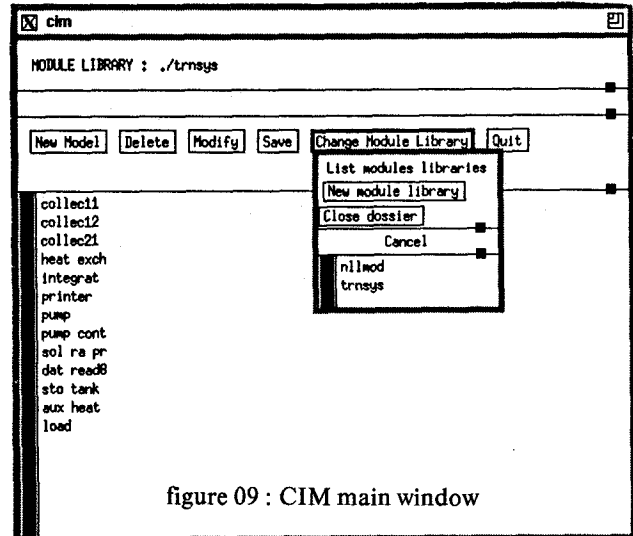 cim
MODULE LIBRARY : ./trnsys
New Model Delete Modify Save Change Module Library Quit
List modules libraries
New module library
Close dossier
Cancel
nllmod
trnsys
collec11
collec12
collec21
heat exch
integrat
printer
pump
pump cont
sol ra pr
dat read8
sto tank
aux heat
load
figure 09 : CIM main window